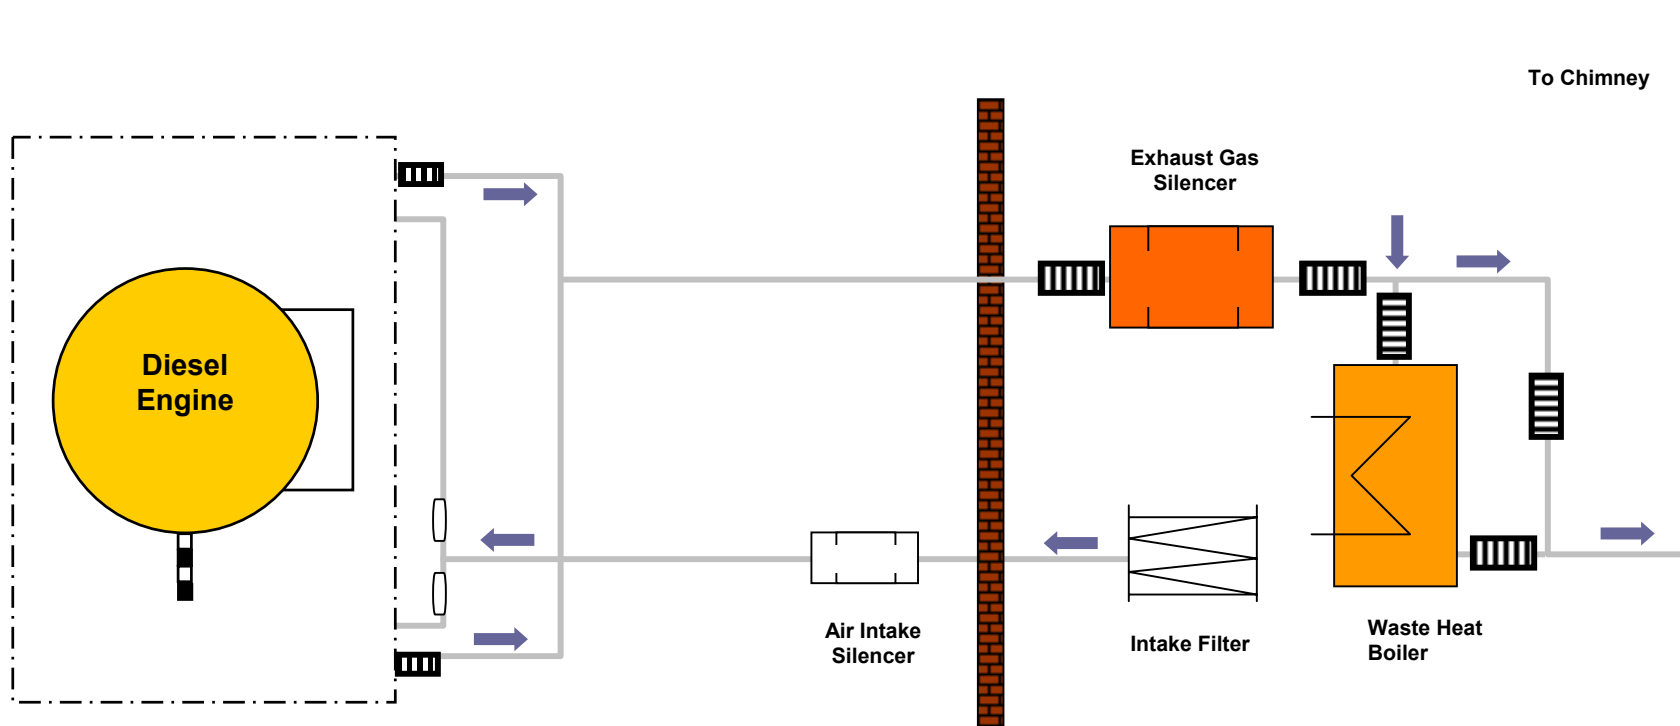 To Chimney
Exhaust Gas
Silencer
Diesel
Engine
Air Intake
Silencer
Intake Filter
Waste Heat
Boiler